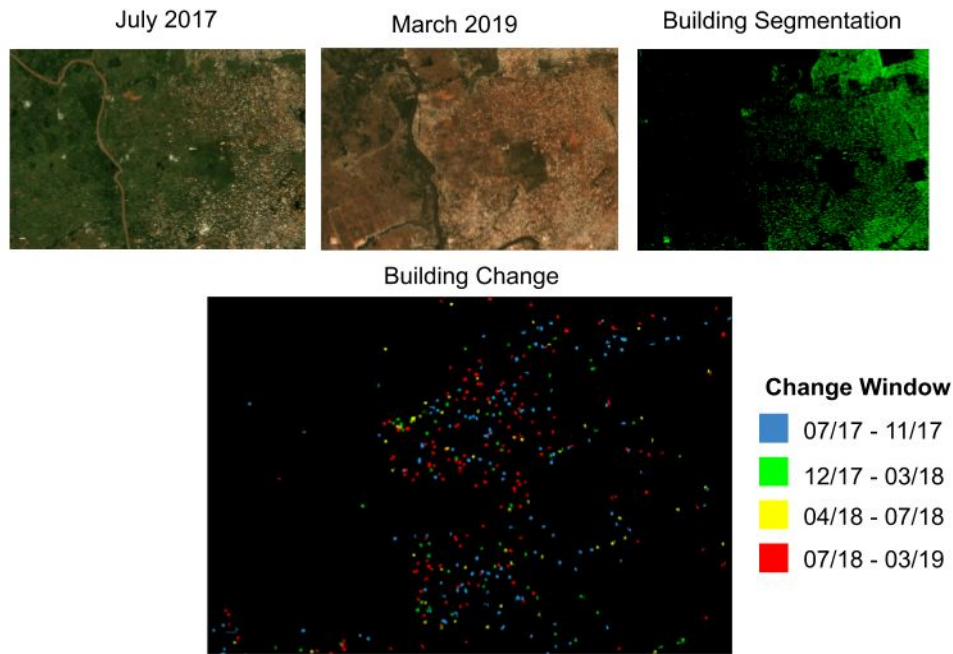 July 2017
March 2019
Building Segmentation
Building Change
Change Window
07/17 - 11/17
12/17 - 03/18
04/18 - 07/18
07/18 - 03/19